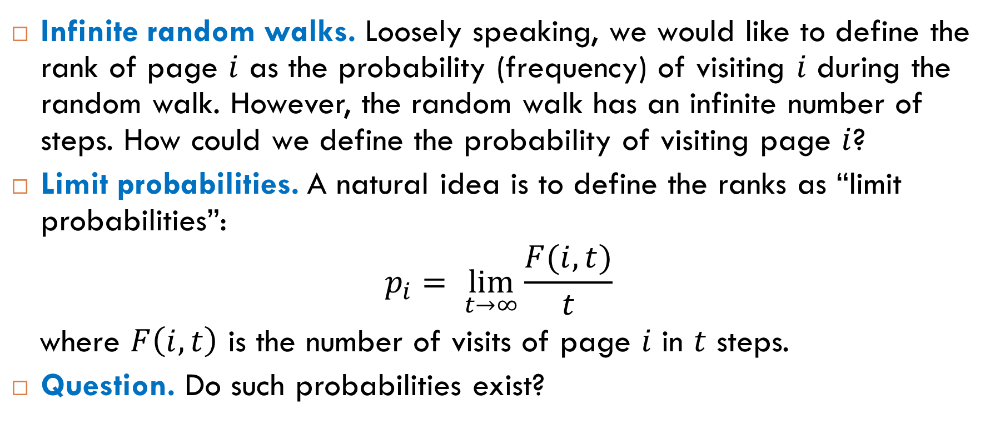 □ Infinite random walks. Loosely speaking, we would like to define the
rank of page i as the probability (frequency) of visiting i during the
random walk. However, the random walk has an infinite number of
steps. How could we define the probability of visiting page i?
□ Limit probabilities. A natural idea is to define the ranks as “limit
probabilities”:
p_i = lim_{t→∞} F(i, t) / t
where F(i, t) is the number of visits of page i in t steps.
□ Question. Do such probabilities exist?